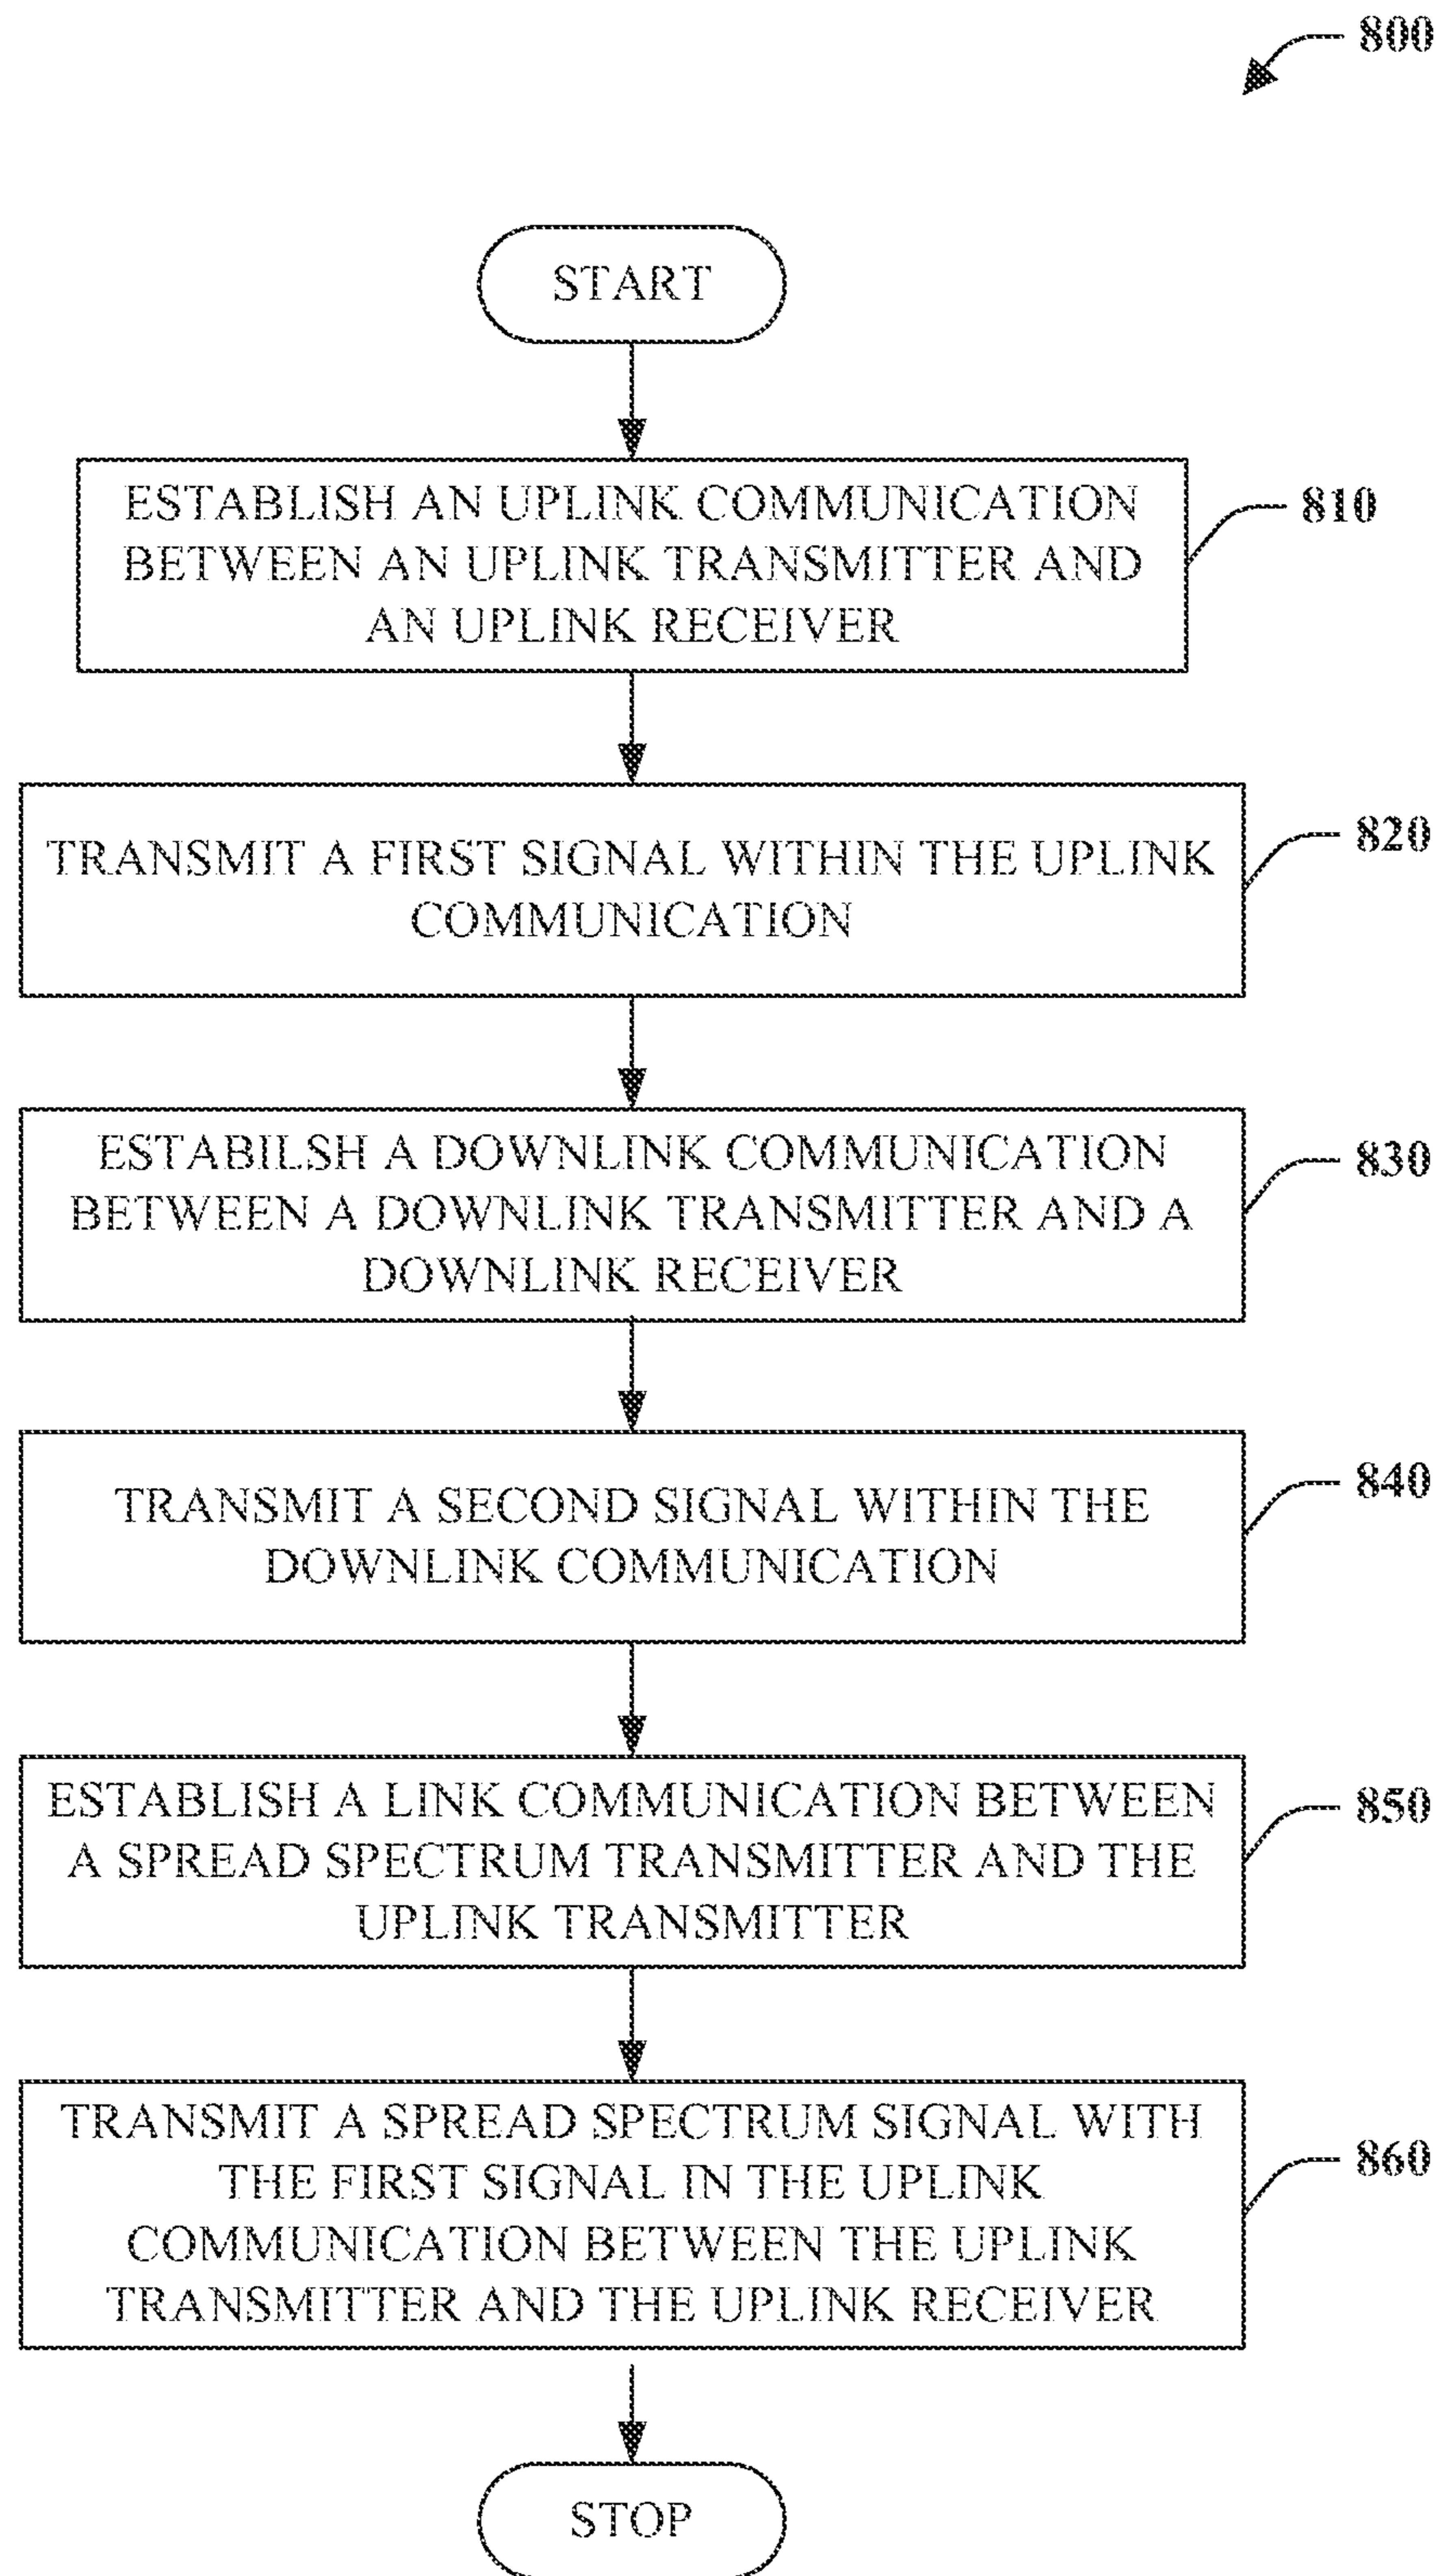 800
START
ESTABLISH AN UPLINK COMMUNICATION
BETWEEN AN UPLINK TRANSMITTER AND
AN UPLINK RECEIVER
810
TRANSMIT A FIRST SIGNAL WITHIN THE UPLINK
COMMUNICATION
820
ESTABILSH A DOWNLINK COMMUNICATION
BETWEEN A DOWNLINK TRANSMITTER AND A
DOWNLINK RECEIVER
830
TRANSMIT A SECOND SIGNAL WITHIN THE
DOWNLINK COMMUNICATION
840
ESTABLISH A LINK COMMUNICATION BETWEEN
A SPREAD SPECTRUM TRANSMITTER AND THE
UPLINK TRANSMITTER
850
TRANSMIT A SPREAD SPECTRUM SIGNAL WITH
THE FIRST SIGNAL IN THE UPLINK
COMMUNICATION BETWEEN THE UPLINK
TRANSMITTER AND THE UPLINK RECEIVER
860
STOP